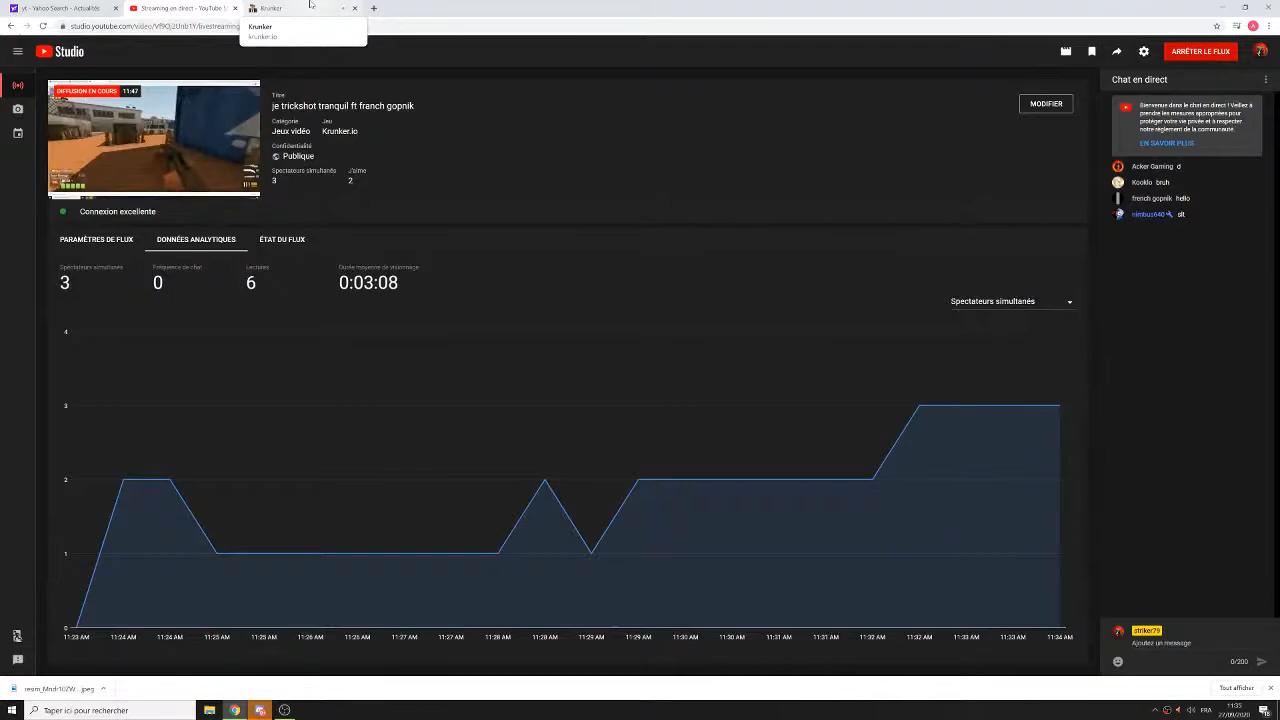 yt - Yahoo Search - Actualités
Streaming en direct - YouTube S
Krunker
studio.youtube.com/video/Vf9Oj2Unb1Y/livestreaming
Krunker
krunker.io
Studio
ARRÊTER LE FLUX
DIFFUSION EN COURS 11:47
Titre
je trickshot tranquil ft franch gopnik
MODIFIER
Catégorie
Jeu
Jeux vidéo
Krunker.io
Confidentialité
Publique
Spectateurs simultanés
J'aime
3
2
Connexion excellente
PARAMÈTRES DE FLUX
DONNÉES ANALYTIQUES
ÉTAT DU FLUX
Spectateurs simultanés
Fréquence de chat
Lectures
Durée moyenne de visionnage
3
0
6
0:03:08
Spectateurs simultanés
4
3
2
1
0
11:23 AM
11:24 AM
11:24 AM
11:25 AM
11:25 AM
11:26 AM
11:26 AM
11:27 AM
11:27 AM
11:28 AM
11:28 AM
11:29 AM
11:29 AM
11:30 AM
11:30 AM
11:31 AM
11:31 AM
11:32 AM
11:32 AM
11:33 AM
11:33 AM
11:34 AM
Chat en direct
Bienvenue dans le chat en direct ! Veillez à
protéger votre vie privée et à respecter
notre règlement de la communauté.
EN SAVOIR PLUS
Acker Gaming d
Kooklo bruh
french gopnik hello
nimbus640 slt
striker79
Ajoutez un message
0/200
resim_Mndr10ZW....jpeg
Tout afficher
Taper ici pour rechercher
FRA
11:35
27/09/2020